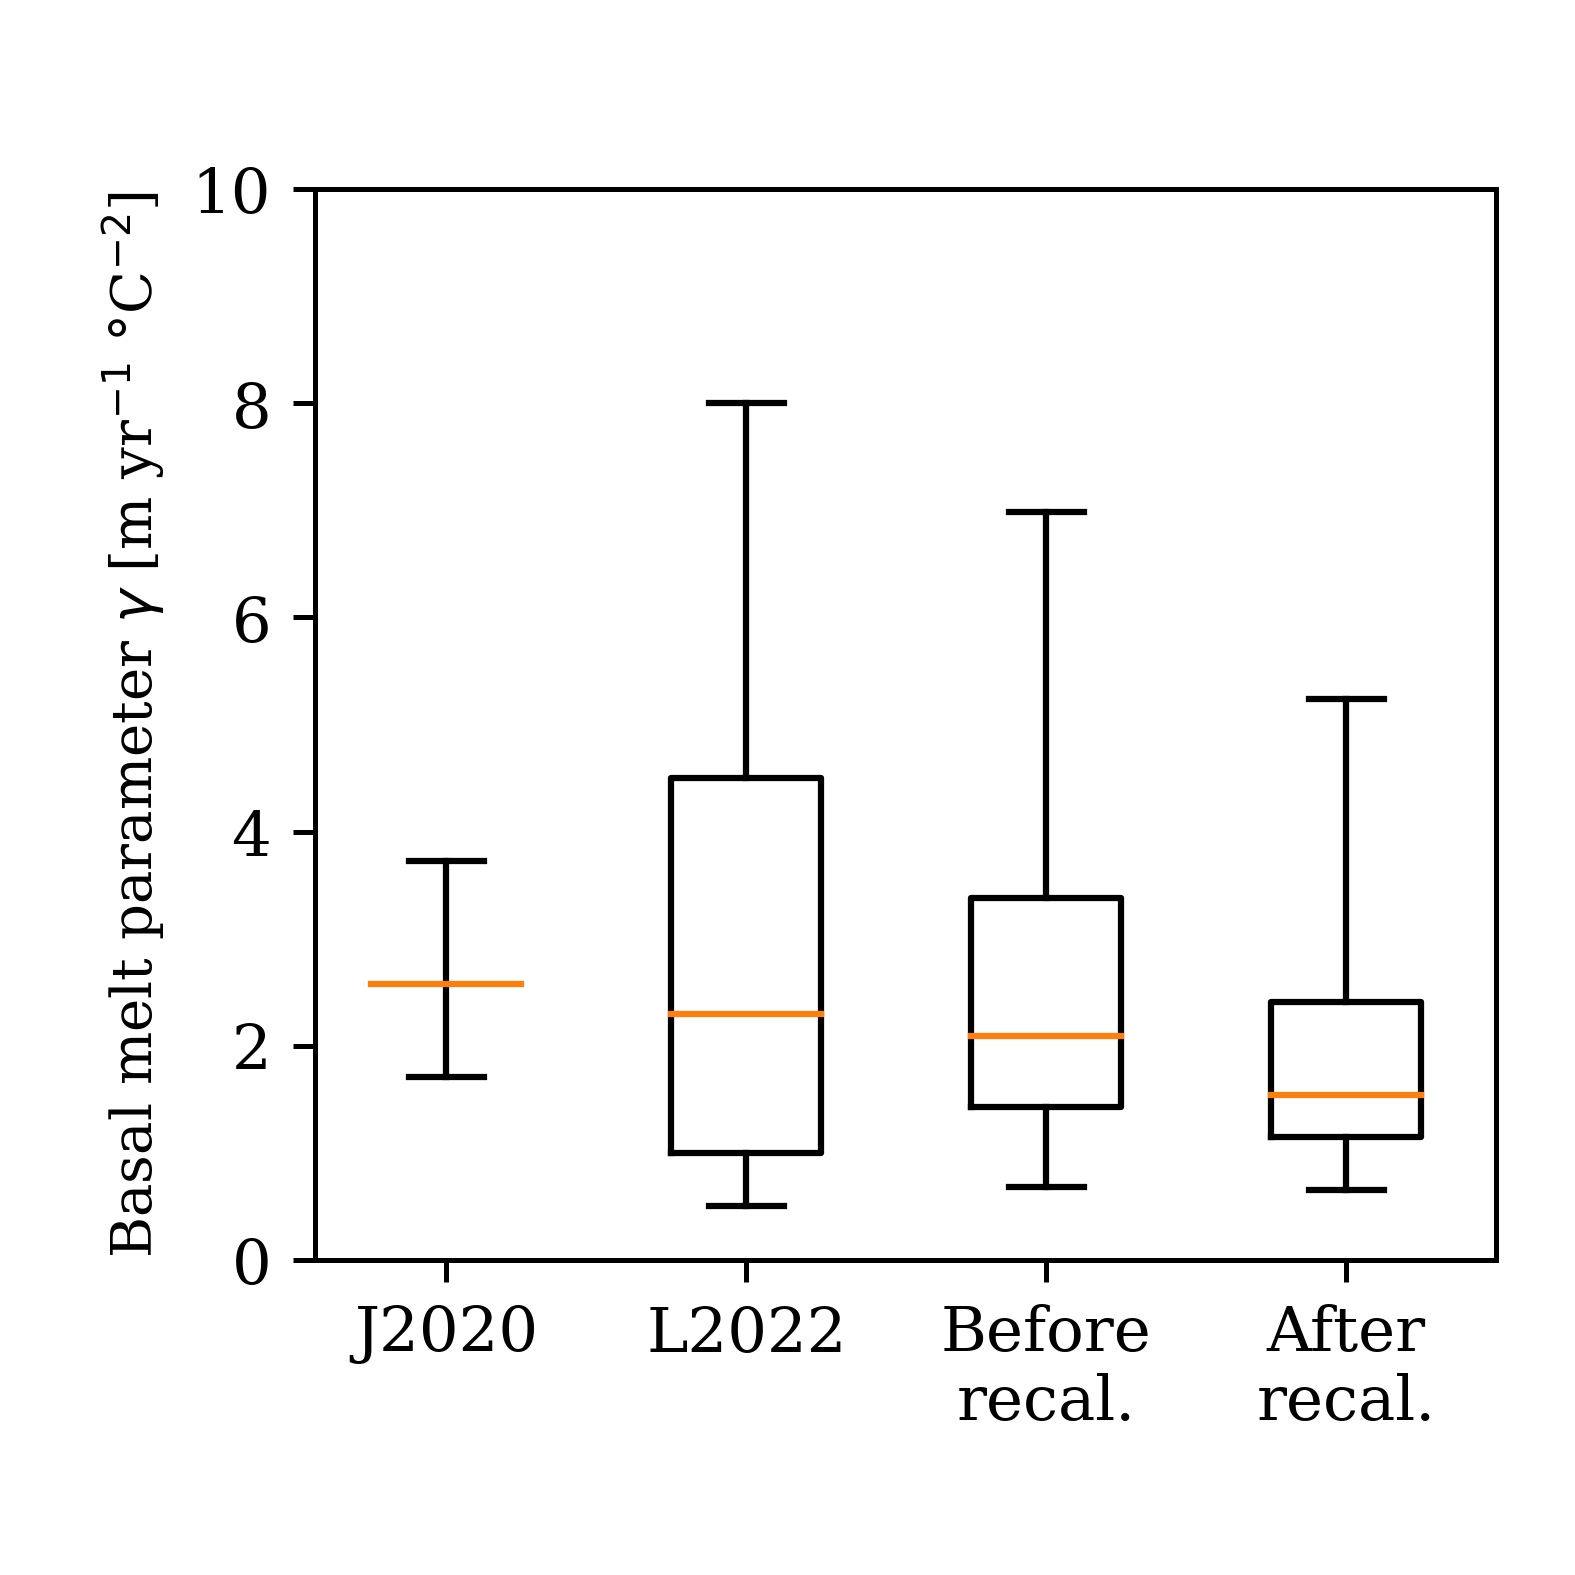 Basal melt parameter γ [m yr⁻¹ °C⁻²]
10
8
6
4
2
0
J2020
L2022
Before
recal.
After
recal.